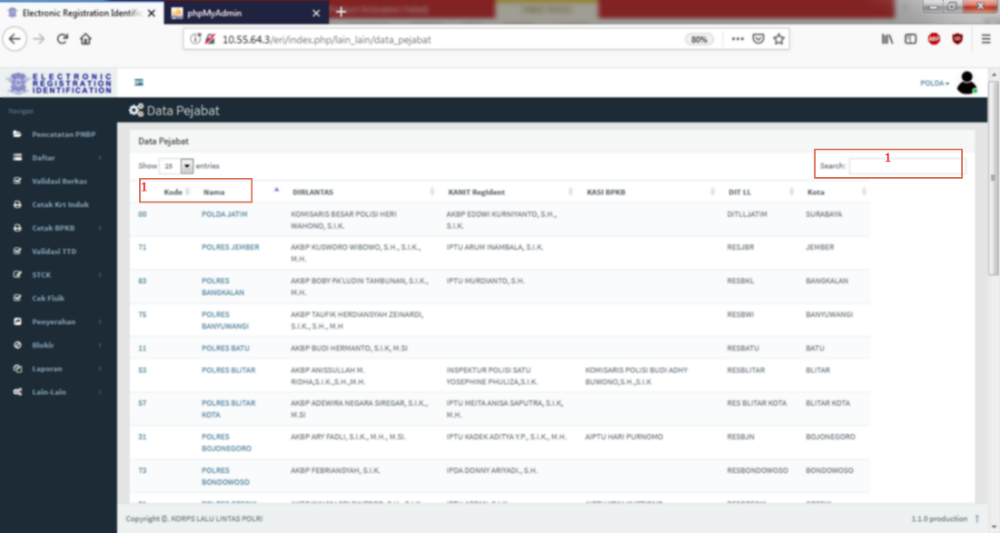 Electronic Registration Identific
phpMyAdmin
10.55.64.3/eri/index.php/lain_lain/data_pejabat
80%
ELECTRONIC
REGISTRATION
IDENTIFICATION
POLDA
Navigasi
Data Pejabat
Pencatatan PNBP
Daftar
Validasi Berkas
Cetak Krt Induk
Cetak BPKB
Validasi TTD
STCK
Cek Fisik
Penyerahan
Blokir
Laporan
Lain-Lain
Data Pejabat
Show 25 entries
Search: 1
1 Kode Nama DIRLANTAS KANIT RegIdent KASI BPKB DIT LL Kota
00 POLDA JATIM KOMISARIS BESAR POLISI HERI AKBP EDDWI KURNIYANTO, S.H., DITLLJATIM SURABAYA
WAHONO, S.I.K. S.I.K.
71 POLRES JEMBER AKBP KUSWORO WIBOWO, S.H., S.I.K., IPTU ARUM INAMBALA, S.I.K. RESJBR JEMBER
M.H.
83 POLRES AKBP BOBY PA'LUDIN TAMBUNAN, S.I.K., IPTU MURDIANTO, S.H. RESBKL BANGKALAN
BANGKALAN M.H.
75 POLRES AKBP TAUFIK HERDIANSYAH ZEINARDI, RESBWI BANYUWANGI
BANYUWANGI S.I.K., S.H., M.H
11 POLRES BATU AKBP BUDI HERMANTO, S.I.K, M.SI RESBATU BATU
53 POLRES BLITAR AKBP ANISSULLAH M. INSPEKTUR POLISI SATU KOMISARIS POLISI BUDI ADHY RESBLITAR BLITAR
RIDHA,S.I.K.,S.H.,M.H. YOSEPHINE PHULIZA,S.I.K. BUWONO,S.H.,S.I.K
57 POLRES BLITAR AKBP ADEWIRA NEGARA SIREGAR, S.I.K., IPTU MEITA ANISA SAPUTRA, S.I.K, RES BLITAR KOTA BLITAR KOTA
KOTA M.SI M.H.
31 POLRES AKBP ARY FADLI, S.I.K., M.H., M.SI. IPTU KADEK ADITYA Y.P., S.I.K., M.H. AIPTU HARI PURNOMO RESBJN BOJONEGORO
BOJONEGORO
73 POLRES AKBP FEBRIANSYAH, S.I.K. IPDA DONNY ARIYADI., S.H. RESBONDOWOSO BONDOWOSO
BONDOWOSO
Copyright ©. KORPS LALU LINTAS POLRI
1.1.0 production